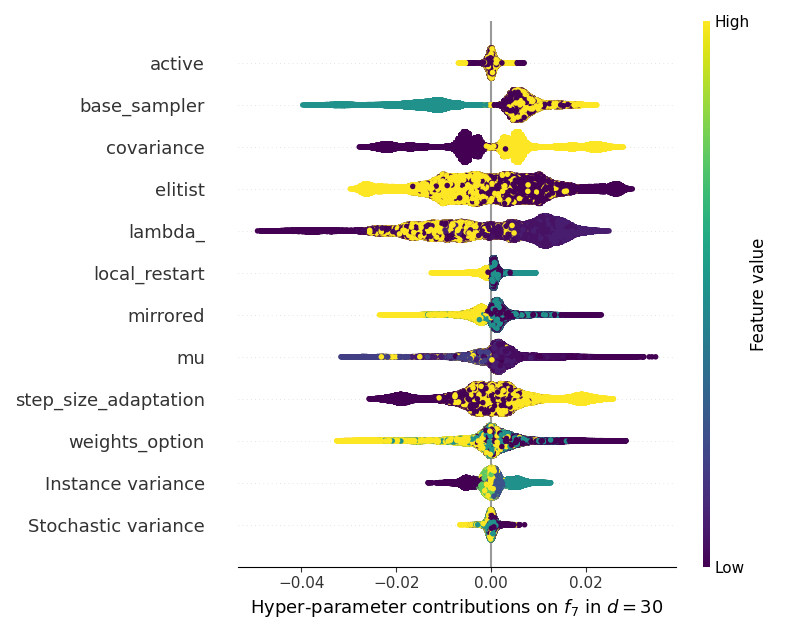 High
active
base_sampler
covariance
elitist
lambda_
local_restart
mirrored
mu
step_size_adaptation
weights_option
Instance variance
Stochastic variance
Feature value
Low
−0.04 −0.02 0.00 0.02
Hyper-parameter contributions on f₇ in d = 30